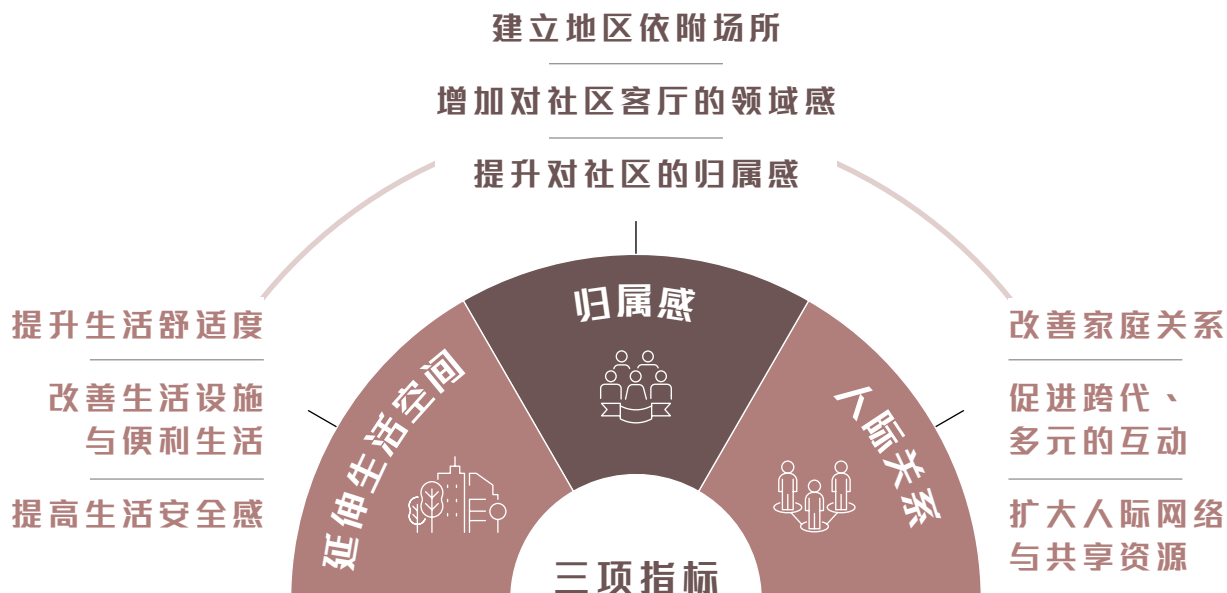 建立地区依附场所
增加对社区客厅的领域感
提升对社区的归属感
归属感
提升生活舒适度
改善生活设施
与便利生活
提高生活安全感
延伸生活空间
人际关系
改善家庭关系
促进跨代、
多元的互动
扩大人际网络
与共享资源
三项指标